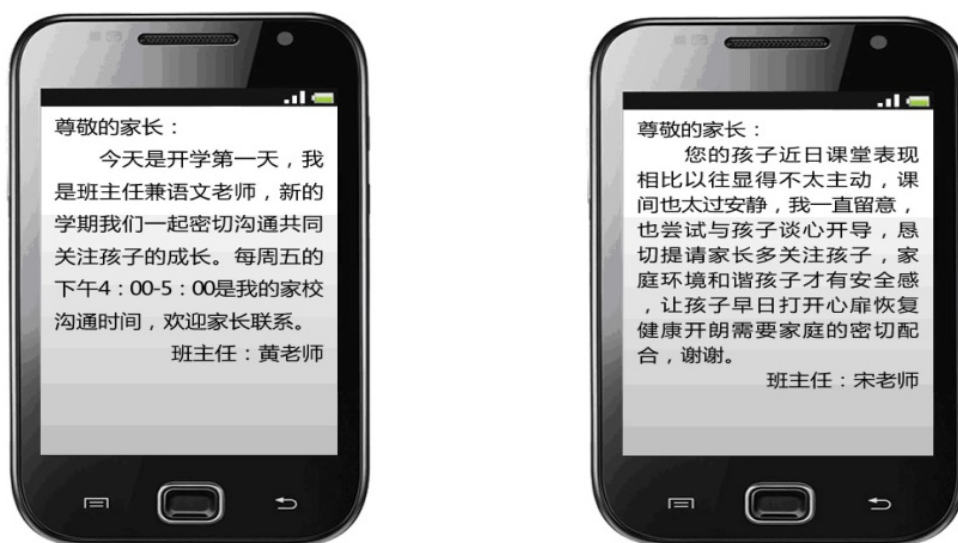 尊敬的家长：
今天是开学第一天，我
是班主任兼语文老师，新的
学期我们一起密切沟通共同
关注孩子的成长。每周五的
下午4：00-5：00是我的家校
沟通时间，欢迎家长联系。
班主任：黄老师
尊敬的家长：
您的孩子近日课堂表现
相比以往显得不太主动，课
间也太过安静，我一直留意，
也尝试与孩子谈心开导，恳
切提请家长多关注孩子，家
庭环境和谐孩子才有安全感
，让孩子早日打开心扉恢复
健康开朗需要家庭的密切配
合，谢谢。
班主任：宋老师